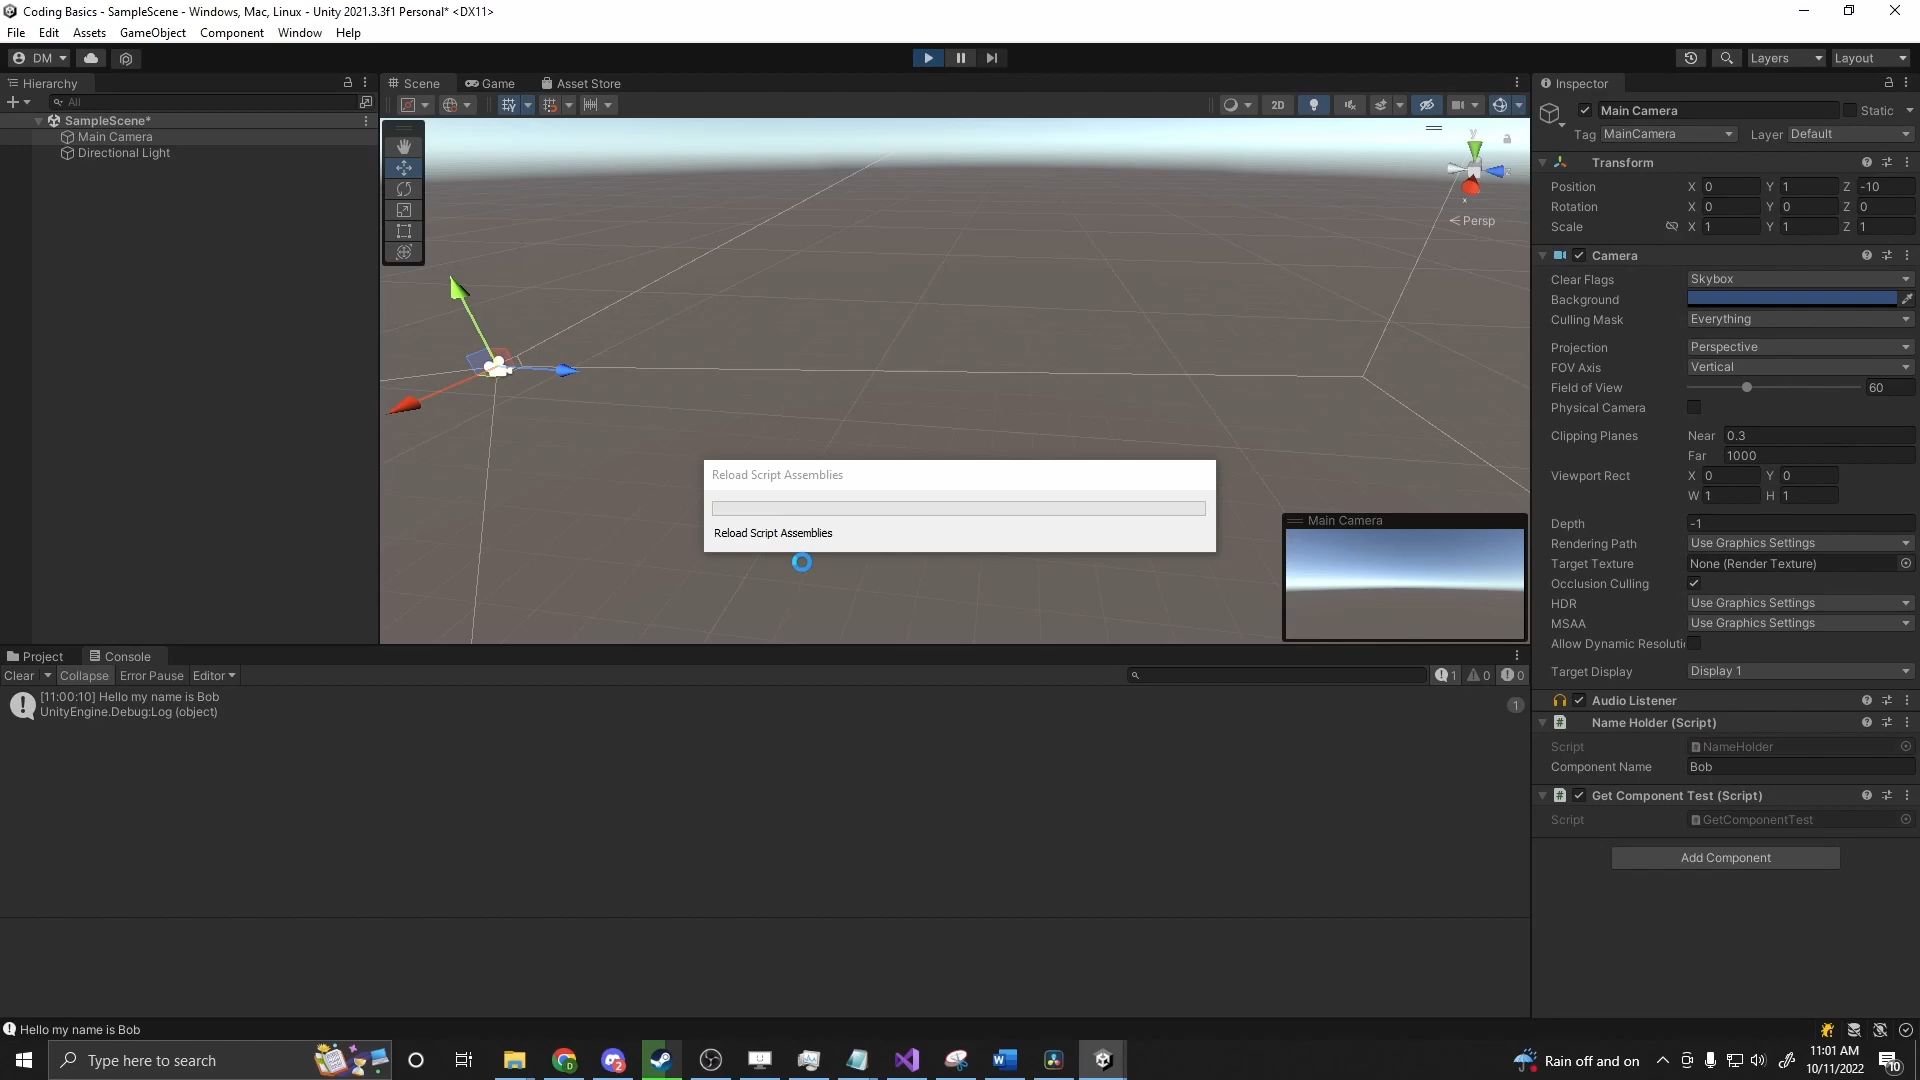 Coding Basics - SampleScene - Windows, Mac, Linux - Unity 2021.3.3f1 Personal* <DX11>
File Edit Assets GameObject Component Window Help
DM Layers Layout
Hierarchy Scene Game Asset Store Inspector
All 2D
SampleScene*
Main Camera
Directional Light
y
z
x
Persp
Main Camera Static
Tag MainCamera Layer Default
Transform
Position X 0 Y 1 Z -10
Rotation X 0 Y 0 Z 0
Scale X 1 Y 1 Z 1
Camera
Clear Flags Skybox
Background
Culling Mask Everything
Projection Perspective
FOV Axis Vertical
Field of View 60
Physical Camera
Clipping Planes Near 0.3
Far 1000
Viewport Rect X 0 Y 0
W 1 H 1
Depth -1
Rendering Path Use Graphics Settings
Target Texture None (Render Texture)
Occlusion Culling
HDR Use Graphics Settings
MSAA Use Graphics Settings
Allow Dynamic Resoluti
Target Display Display 1
Audio Listener
Name Holder (Script)
Script NameHolder
Component Name Bob
Get Component Test (Script)
Script GetComponentTest
Add Component
Reload Script Assemblies
Reload Script Assemblies
Main Camera
Project Console
Clear Collapse Error Pause Editor 1 0 0
[11:00:10] Hello my name is Bob
UnityEngine.Debug:Log (object)
1
Hello my name is Bob
Type here to search
Rain off and on
11:01 AM
10/11/2022
10